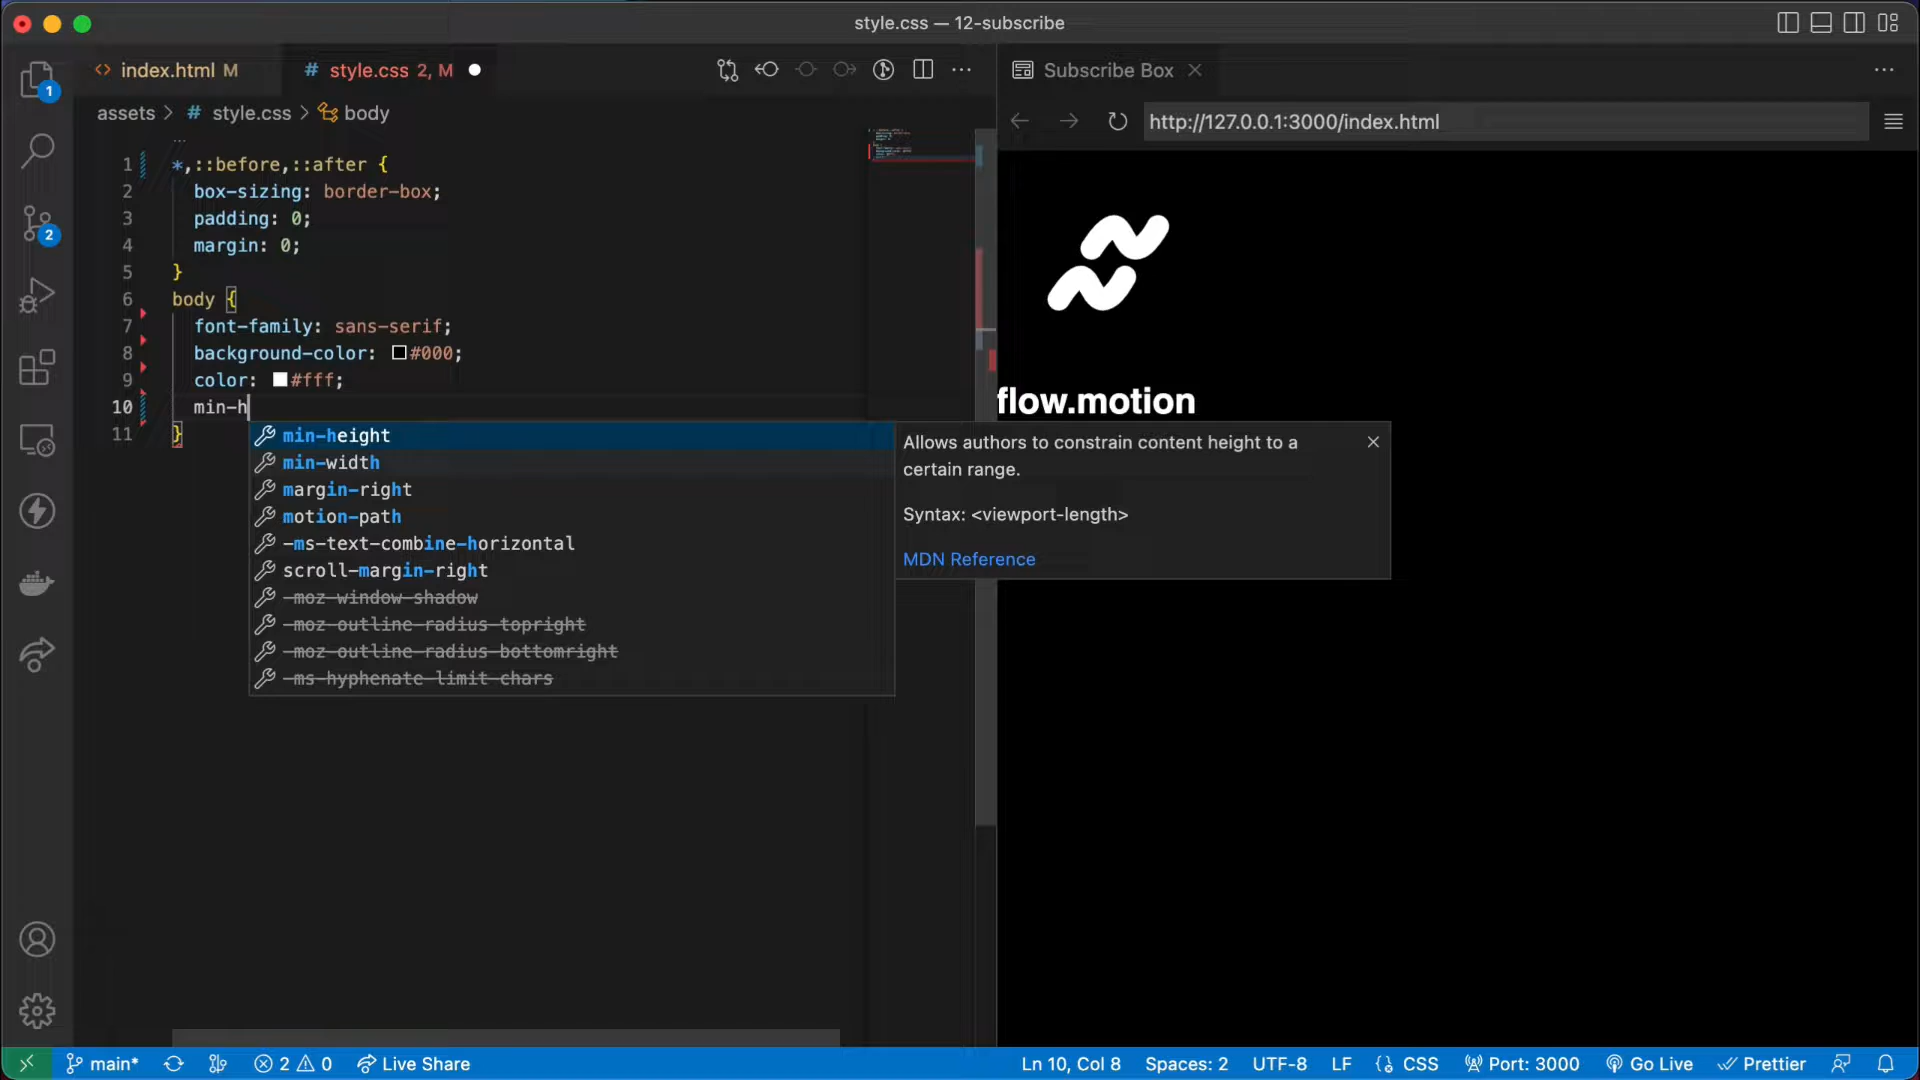 style.css — 12-subscribe
index.html M
# style.css 2, M
Subscribe Box
assets > # style.css > body
http://127.0.0.1:3000/index.html
1
2
1 *,::before,::after {
2 box-sizing: border-box;
3 padding: 0;
4 margin: 0;
5 }
6 body {
7 font-family: sans-serif;
8 background-color: #000;
9 color: #fff;
10 min-h
11 }
flow.motion
min-height
min-width
margin-right
motion-path
-ms-text-combine-horizontal
scroll-margin-right
-moz-window-shadow
-moz-outline-radius-topright
-moz-outline-radius-bottomright
-ms-hyphenate-limit-chars
Allows authors to constrain content height to a
certain range.
Syntax: <viewport-length>
MDN Reference
main* 2 0 Live Share Ln 10, Col 8 Spaces: 2 UTF-8 LF {} CSS Port: 3000 Go Live Prettier